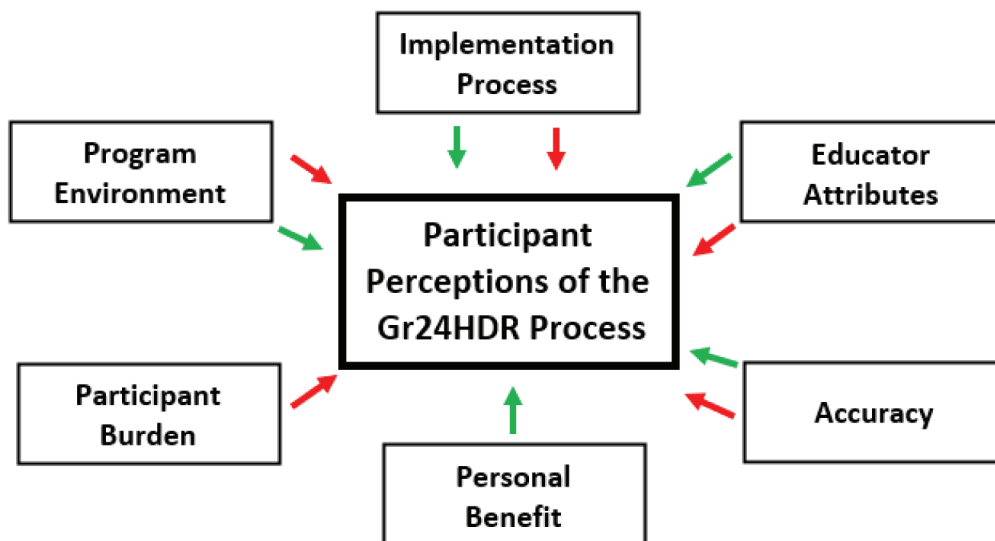 Implementation
Process
Program
Environment
Educator
Attributes
Participant
Perceptions of the
Gr24HDR Process
Participant
Burden
Accuracy
Personal
Benefit